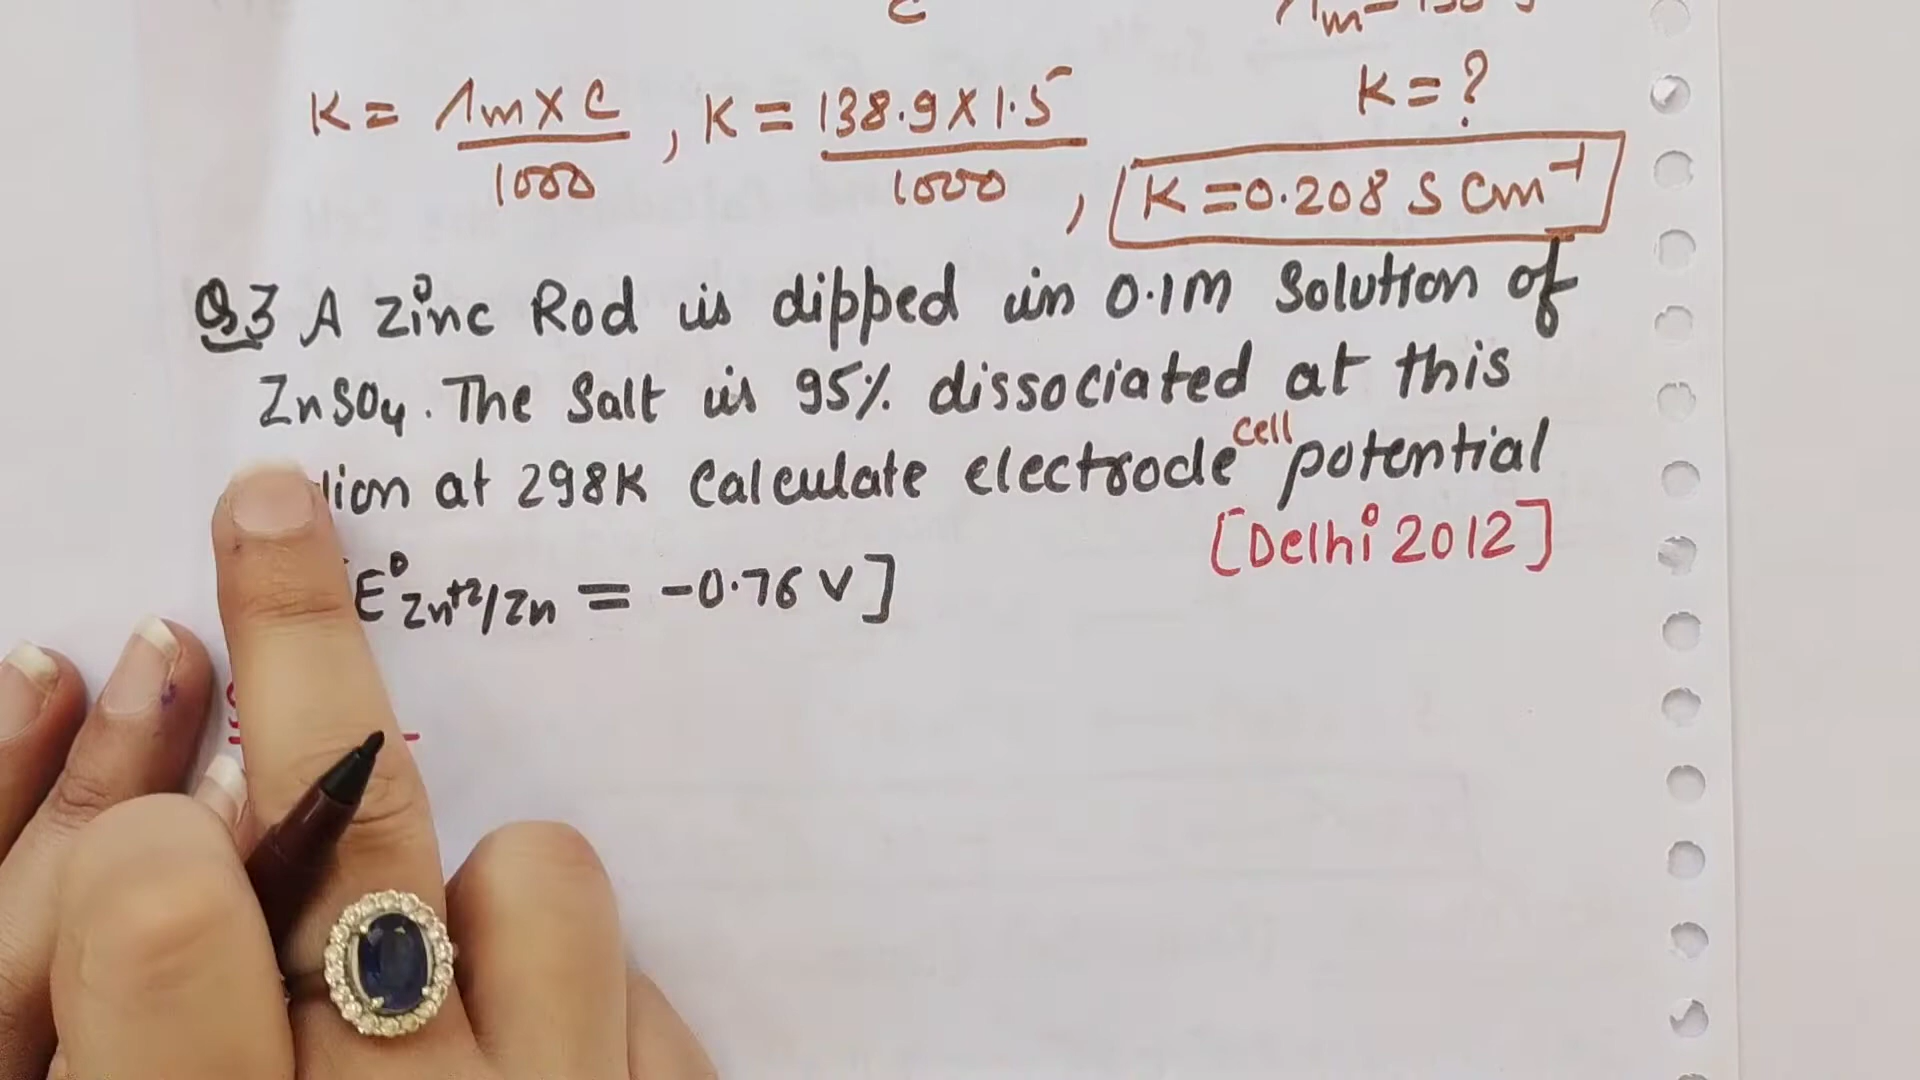 C
K = ?
K = Λm×C / 1000 , K = 138.9×1.5 / 1000 , K = 0.208 S Cm⁻¹
Q3 A Zinc Rod is dipped in 0.1M Solution of
ZnSO₄. The Salt is 95% dissociated at this
at 298K Calculate electrode cell potential
[Delhi 2012]
E⁰ Zn⁺²/Zn = -0.76 V]